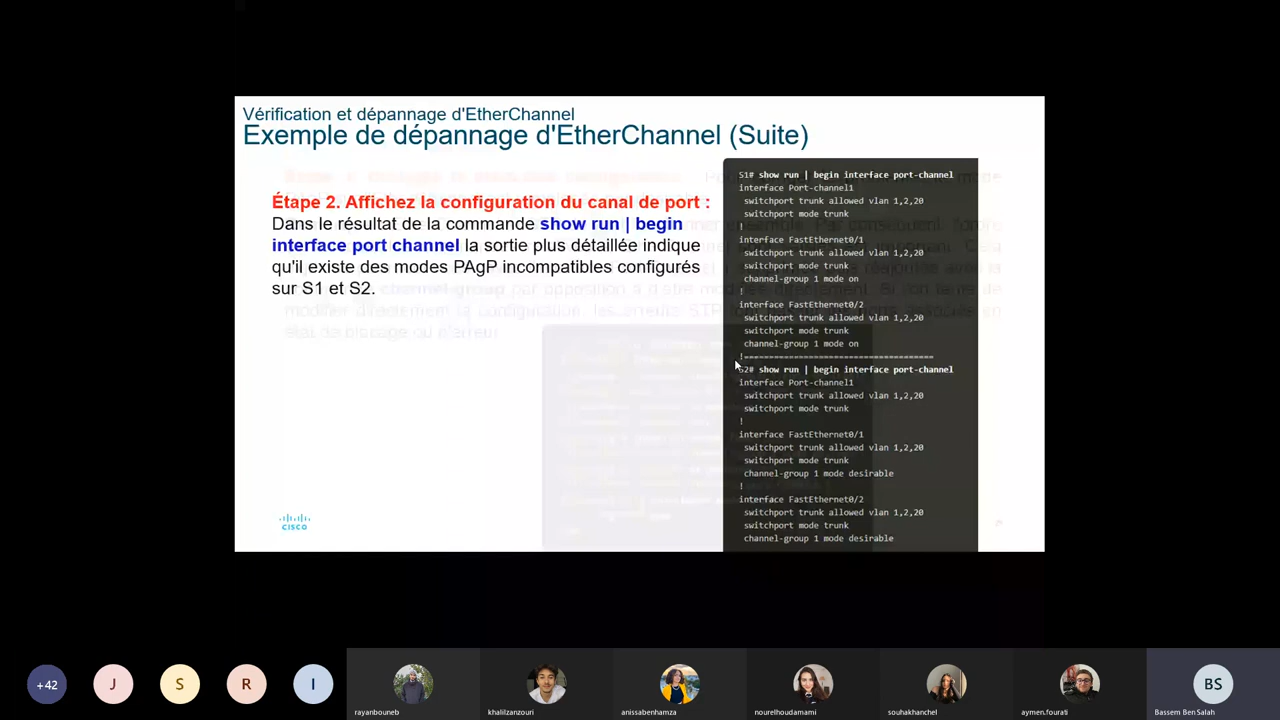 Vérification et dépannage d'EtherChannel
Exemple de dépannage d'EtherChannel (Suite)
Étape 2. Affichez la configuration du canal de port :
Dans le résultat de la commande show run | begin
interface port channel la sortie plus détaillée indique
qu'il existe des modes PAgP incompatibles configurés
sur S1 et S2.
S1# show run | begin interface port-channel
interface Port-channel1
switchport trunk allowed vlan 1,2,20
switchport mode trunk
!
interface FastEthernet0/1
switchport trunk allowed vlan 1,2,20
switchport mode trunk
channel-group 1 mode on
!
interface FastEthernet0/2
switchport trunk allowed vlan 1,2,20
switchport mode trunk
channel-group 1 mode on
!======================================
S2# show run | begin interface port-channel
interface Port-channel1
switchport trunk allowed vlan 1,2,20
switchport mode trunk
!
interface FastEthernet0/1
switchport trunk allowed vlan 1,2,20
switchport mode trunk
channel-group 1 mode desirable
!
interface FastEthernet0/2
switchport trunk allowed vlan 1,2,20
switchport mode trunk
channel-group 1 mode desirable
CISCO
+42
J
S
R
I
BS
rayanbouneb
khalilzanzouri
anissabenhamza
nourelhoudamami
souhakhanchel
aymen.fourati
Bassem Ben Salah